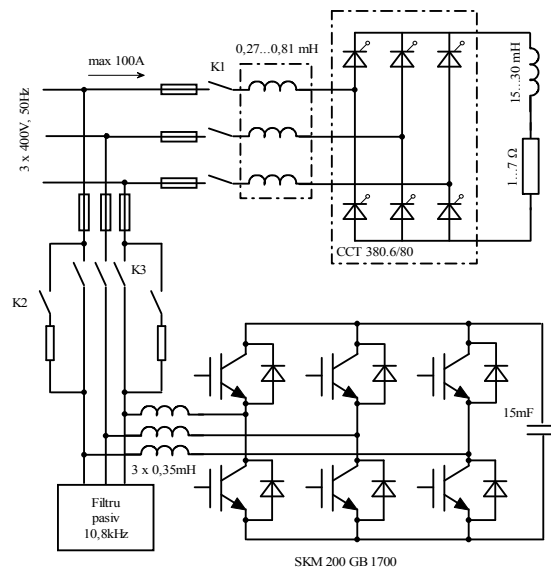 max 100A
K1
0,27...0,81 mH
3 x 400V, 50Hz
15...30 mH
1...7 Ω
CCT 380.6/80
K2
K3
3 x 0,35mH
15mF
Filtru
pasiv
10,8kHz
SKM 200 GB 1700